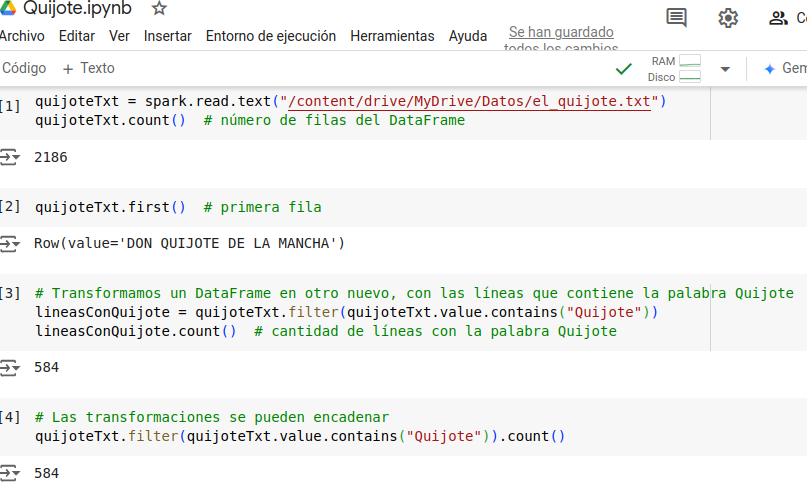 Quijote.ipynb
Archivo Editar Ver Insertar Entorno de ejecución Herramientas Ayuda Se han guardado
todos los cambios
Código + Texto RAM
Disco
[1] quijoteTxt = spark.read.text("/content/drive/MyDrive/Datos/el_quijote.txt")
quijoteTxt.count()  # número de filas del DataFrame
2186
[2] quijoteTxt.first()  # primera fila
Row(value='DON QUIJOTE DE LA MANCHA')
[3] # Transformamos un DataFrame en otro nuevo, con las líneas que contiene la palabra Quijote
lineasConQuijote = quijoteTxt.filter(quijoteTxt.value.contains("Quijote"))
lineasConQuijote.count()  # cantidad de líneas con la palabra Quijote
584
[4] # Las transformaciones se pueden encadenar
quijoteTxt.filter(quijoteTxt.value.contains("Quijote")).count()
584